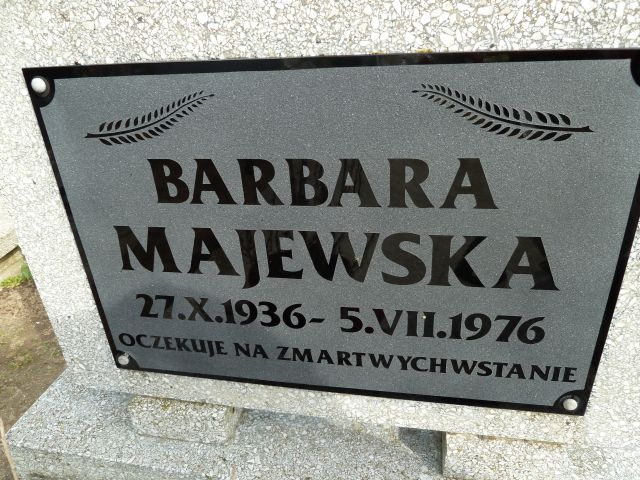 BARBARA
MAJEWSKA
27.X.1936- 5.VII.1976
OCZEKUJE NA ZMARTWYCHWSTANIE